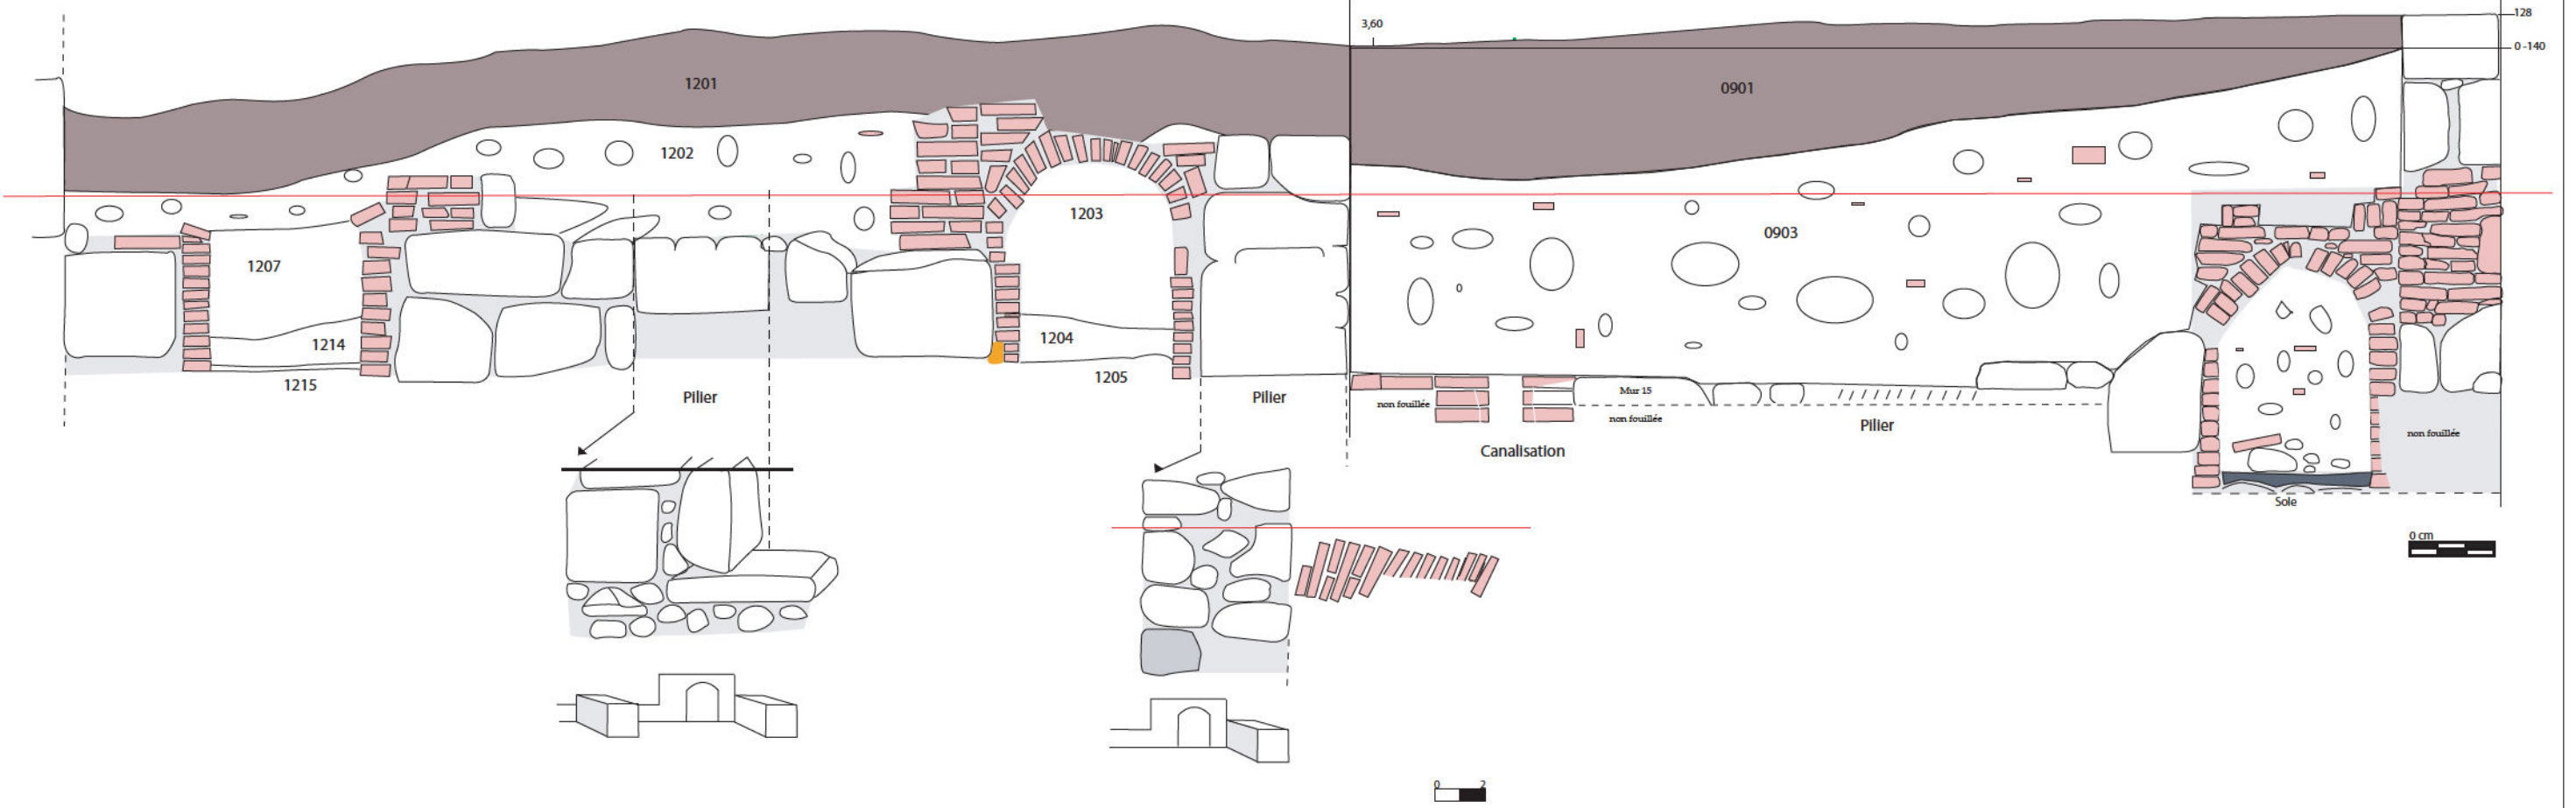 3,60
128
0 -140
1201
0901
1202
1203
0903
1207
1204
1214
1205
1215
Pilier
Pilier
non fouillée
Mur 15
non fouillée
Pilier
non fouillée
Canalisation
Sole
0 cm
0 2